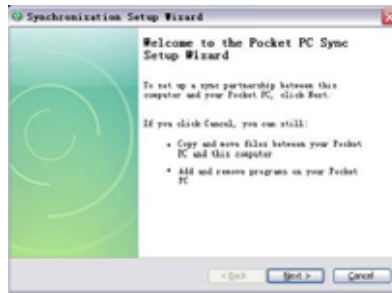 Synchronization Setup Wizard
Welcome to the Pocket PC Sync
Setup Wizard
To set up a sync partnership between this
computer and your Pocket PC, click Next.
If you click Cancel, you can still:
• Copy and move files between your Pocket
PC and this computer
• Add and remove programs on your Pocket
PC
< Back
Next >
Cancel